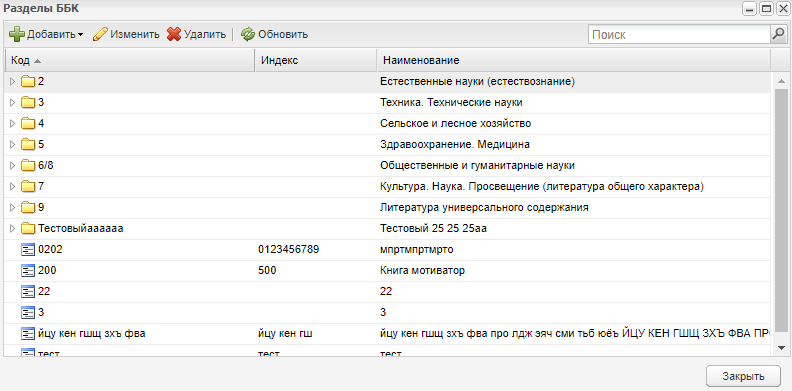 Разделы ББК
Добавить Изменить Удалить Обновить Поиск
Код Индекс Наименование
2 Естественные науки (естествознание)
3 Техника. Технические науки
4 Сельское и лесное хозяйство
5 Здравоохранение. Медицина
6/8 Общественные и гуманитарные науки
7 Культура. Наука. Просвещение (литература общего характера)
9 Литература универсального содержания
Тестовыйаааааа Тестовый 25 25 25аа
0202 0123456789 мпртмпртмрто
200 500 Книга мотиватор
22 22
3 3
йцу кен гшщ зхъ фва йцу кен гш йцу кен гшщ зхъ фва про лдж эяч сми тьб юёъ ЙЦУ КЕН ГШЩ ЗХЪ ФВА ПР
тест тест тест
Закрыть